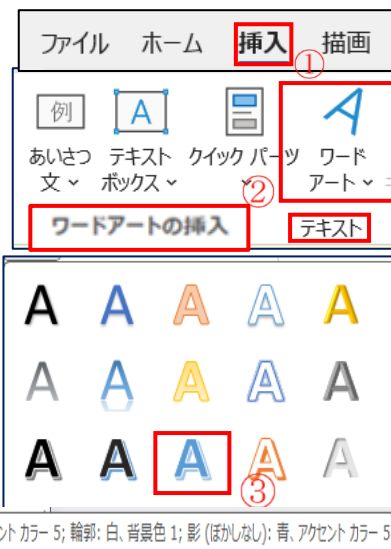 ファイル ホーム 挿入 描画
①
例 A
あいさつ テキスト クイック パーツ ワード
文 ボックス アート
②
ワードアートの挿入 テキスト
A A A A A
A A A A A
A A A A A
③
ント カラー 5; 輪郭: 白、背景色 1; 影 (ぼかしなし): 青、アクセント カラー 5